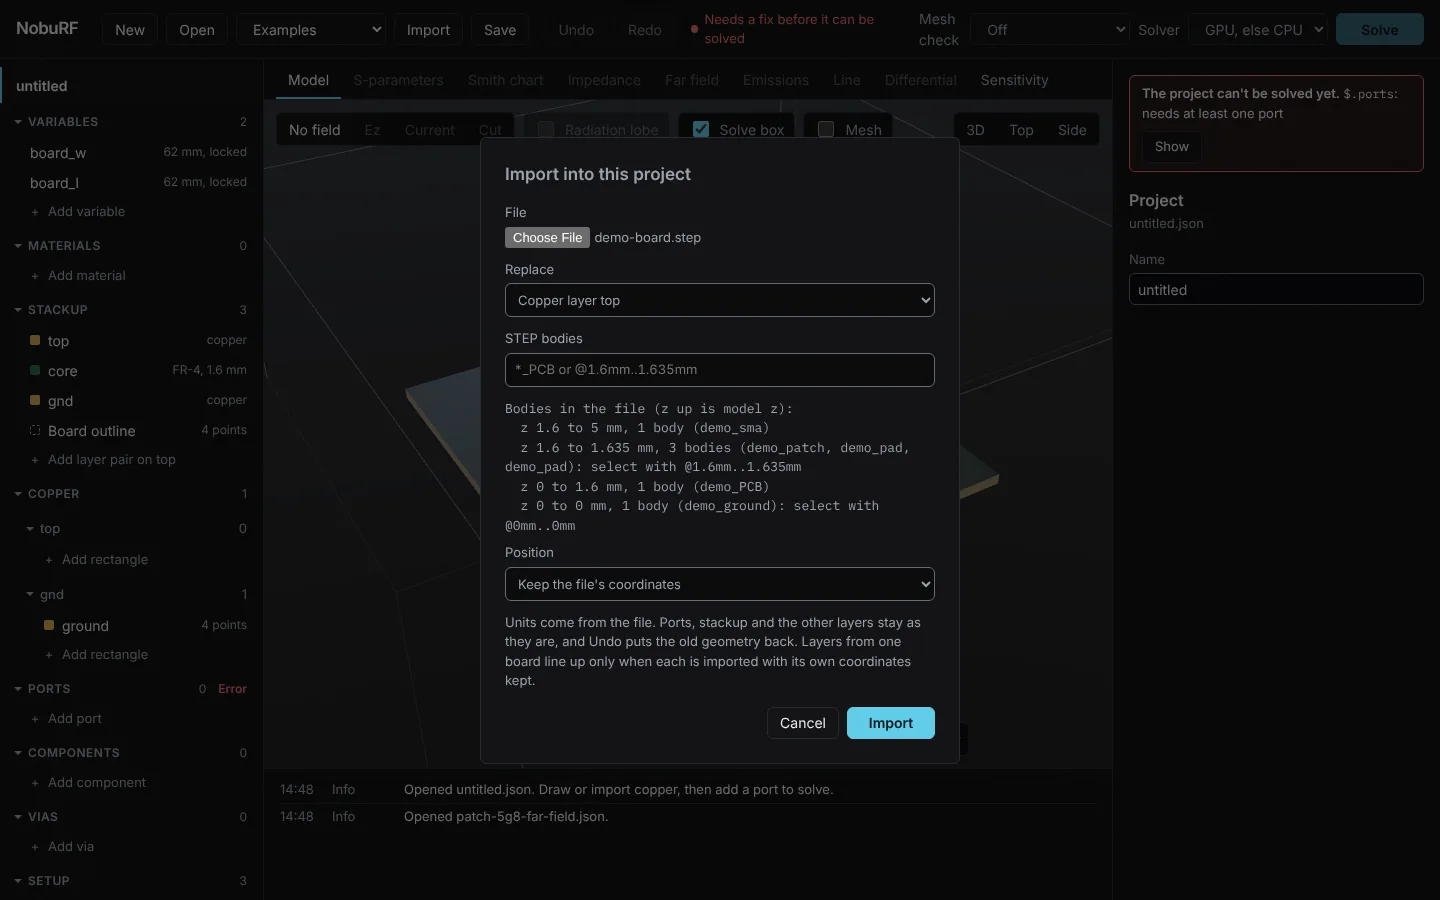 NobuRF
New
Open
Examples
Import
Save
Undo
Redo
Needs a fix before it can be
solved
Mesh
check
Off
Solver
GPU, else CPU
Solve
untitled
VARIABLES 2
board_w 62 mm, locked
board_l 62 mm, locked
+ Add variable
MATERIALS 0
+ Add material
STACKUP 3
top copper
core FR-4, 1.6 mm
gnd copper
Board outline 4 points
+ Add layer pair on top
COPPER 1
top 0
+ Add rectangle
gnd 1
ground 4 points
+ Add rectangle
PORTS 0 Error
+ Add port
COMPONENTS 0
+ Add component
VIAS 0
+ Add via
SETUP 3
Model
S-parameters
Smith chart
Impedance
Far field
Emissions
Line
Differential
Sensitivity
No field
Ez
Current
Cut
Radiation lobe
Solve box
Mesh
3D
Top
Side
Import into this project
File
Choose File demo-board.step
Replace
Copper layer top
STEP bodies
*_PCB or @1.6mm..1.635mm
Bodies in the file (z up is model z):
z 1.6 to 5 mm, 1 body (demo_sma)
z 1.6 to 1.635 mm, 3 bodies (demo_patch, demo_pad,
demo_pad): select with @1.6mm..1.635mm
z 0 to 1.6 mm, 1 body (demo_PCB)
z 0 to 0 mm, 1 body (demo_ground): select with
@0mm..0mm
Position
Keep the file's coordinates
Units come from the file. Ports, stackup and the other layers stay as
they are, and Undo puts the old geometry back. Layers from one
board line up only when each is imported with its own coordinates
kept.
Cancel
Import
14:48 Info Opened untitled.json. Draw or import copper, then add a port to solve.
14:48 Info Opened patch-5g8-far-field.json.
The project can't be solved yet. $.ports:
needs at least one port
Show
Project
untitled.json
Name
untitled